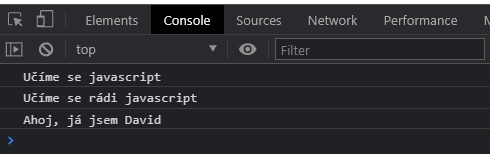 Elements Console Sources Network Performance M
top Filter
Učíme se javascript
Učíme se rádi javascript
Ahoj, já jsem David